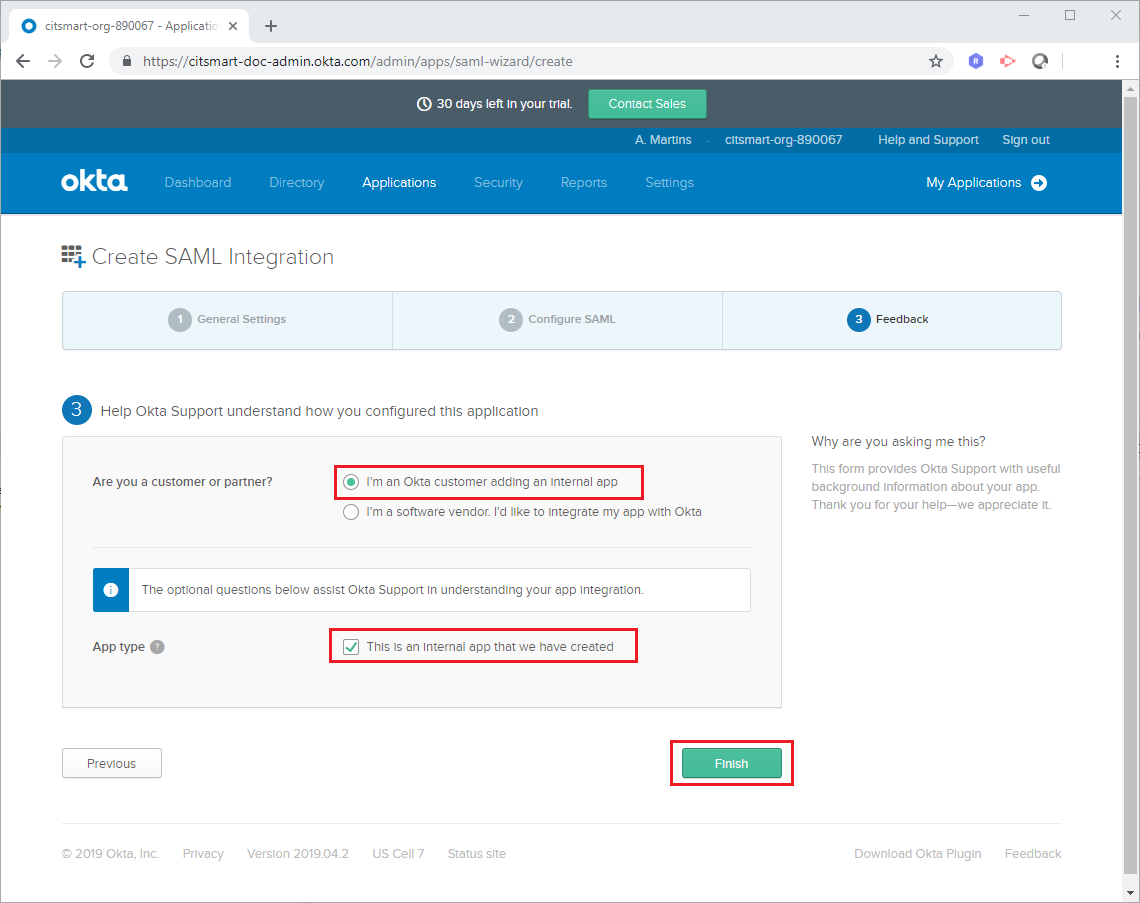 citsmart-org-890067 - Applicatio
https://citsmart-doc-admin.okta.com/admin/apps/saml-wizard/create
30 days left in your trial. Contact Sales
A. Martins citsmart-org-890067 Help and Support Sign out
okta Dashboard Directory Applications Security Reports Settings My Applications
Create SAML Integration
1 General Settings 2 Configure SAML 3 Feedback
3 Help Okta Support understand how you configured this application
Are you a customer or partner? I'm an Okta customer adding an internal app
I'm a software vendor. I'd like to integrate my app with Okta
The optional questions below assist Okta Support in understanding your app integration.
App type ? This is an internal app that we have created
Why are you asking me this?
This form provides Okta Support with useful
background information about your app.
Thank you for your help—we appreciate it.
Previous Finish
© 2019 Okta, Inc. Privacy Version 2019.04.2 US Cell 7 Status site Download Okta Plugin Feedback